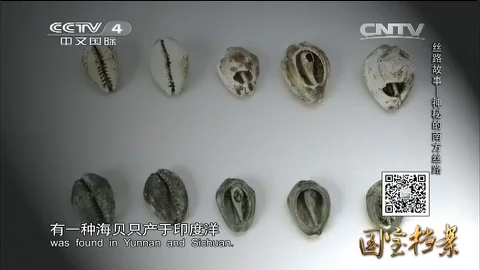 CCTV 4
中文国际
CNTV
丝路故事——神秘的南方丝路
有一种海贝只产于印度洋
was found in Yunnan and Sichuan.
国宝档案